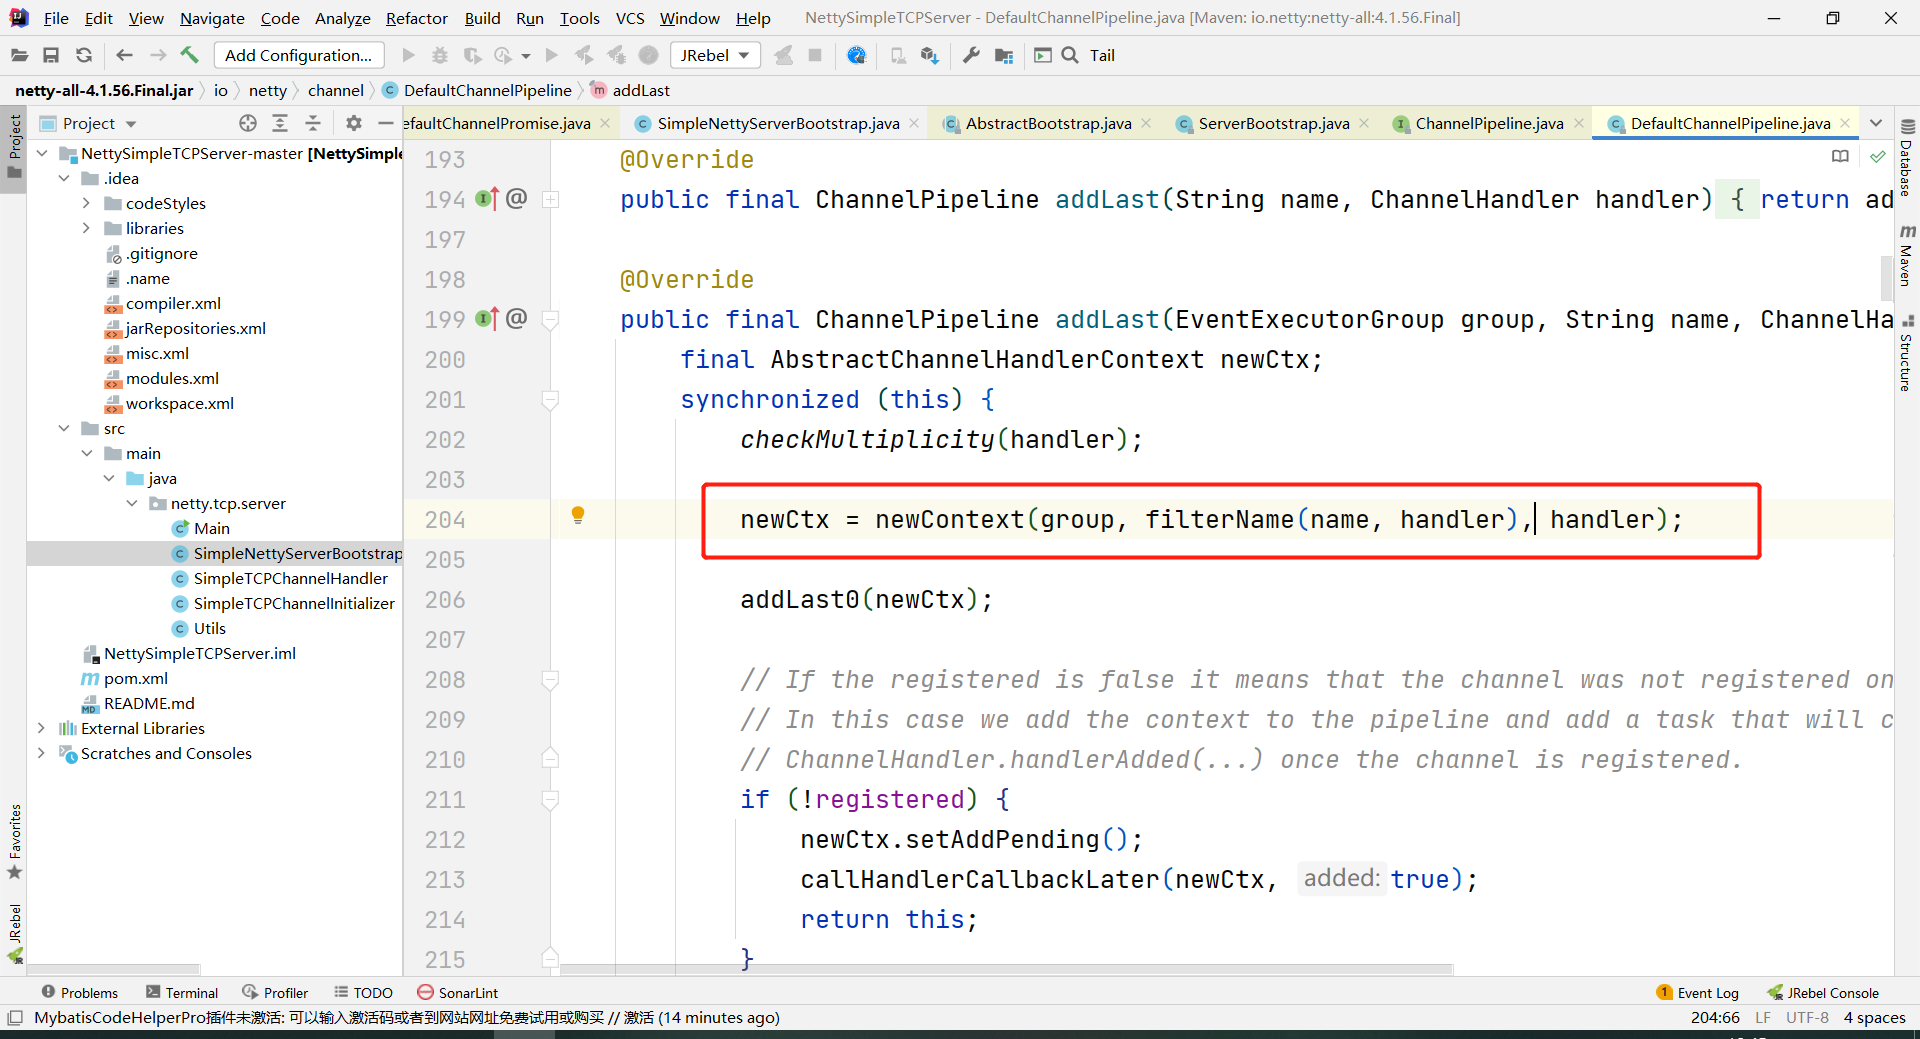 File Edit View Navigate Code Analyze Refactor Build Run Tools VCS Window Help NettySimpleTCPServer - DefaultChannelPipeline.java [Maven: io.netty:netty-all:4.1.56.Final]
Add Configuration... JRebel Tail
netty-all-4.1.56.Final.jar io netty channel DefaultChannelPipeline addLast
Project efaultChannelPromise.java SimpleNettyServerBootstrap.java AbstractBootstrap.java ServerBootstrap.java ChannelPipeline.java DefaultChannelPipeline.java
Project
Favorites
JRebel
NettySimpleTCPServer-master [NettySimple
.idea
codeStyles
libraries
.gitignore
.name
compiler.xml
jarRepositories.xml
misc.xml
modules.xml
workspace.xml
src
main
java
netty.tcp.server
Main
SimpleNettyServerBootstrap
SimpleTCPChannelHandler
SimpleTCPChannelInitializer
Utils
NettySimpleTCPServer.iml
pom.xml
README.md
External Libraries
Scratches and Consoles
193 @Override
194 public final ChannelPipeline addLast(String name, ChannelHandler handler) { return ad
197
198 @Override
199 public final ChannelPipeline addLast(EventExecutorGroup group, String name, ChannelHa
200 final AbstractChannelHandlerContext newCtx;
201 synchronized (this) {
202 checkMultiplicity(handler);
203
204 newCtx = newContext(group, filterName(name, handler), handler);
205
206 addLast0(newCtx);
207
208 // If the registered is false it means that the channel was not registered on
209 // In this case we add the context to the pipeline and add a task that will c
210 // ChannelHandler.handlerAdded(...) once the channel is registered.
211 if (!registered) {
212 newCtx.setAddPending();
213 callHandlerCallbackLater(newCtx, added: true);
214 return this;
215 }
Database
Maven
Structure
Problems Terminal Profiler TODO SonarLint 1 Event Log JRebel Console
MybatisCodeHelperPro插件未激活: 可以输入激活码或者到网站网址免费试用或购买 // 激活 (14 minutes ago) 204:66 LF UTF-8 4 spaces